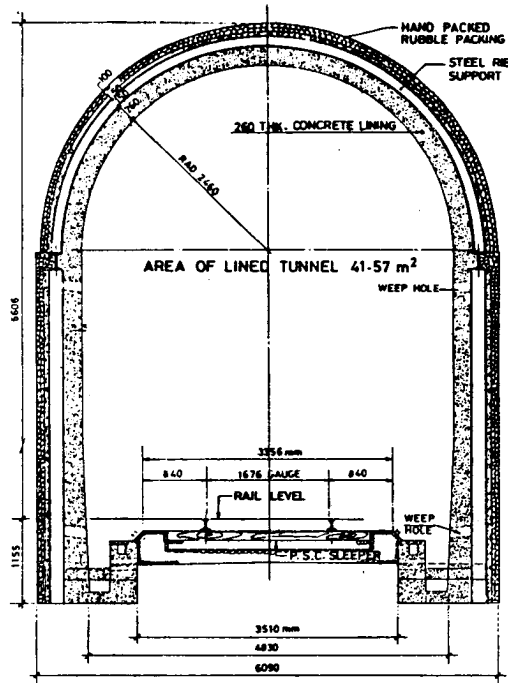 HAND PACKED
RUBBLE PACKING
STEEL RIB
SUPPORT
100
150
260
260 THK. CONCRETE LINING
RAD 2460
AREA OF LINED TUNNEL 41·57 m²
WEEP HOLE
6606
3356 mm
840
1676 GAUGE
840
RAIL LEVEL
WEEP
HOLE
1155
P.S.C. SLEEPER
3510 mm
4830
6090